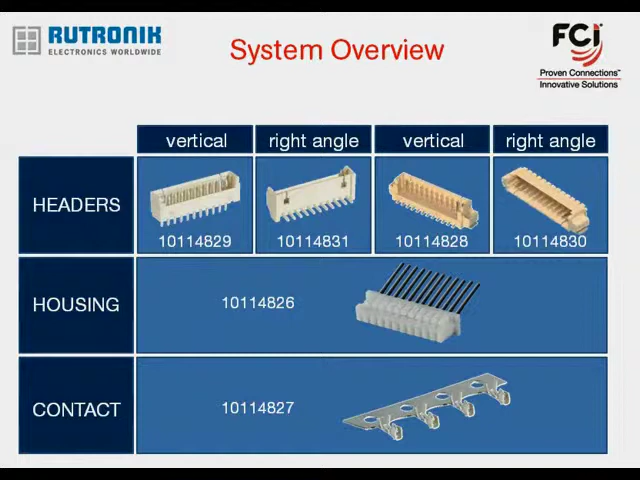 RUTRONIK
ELECTRONICS WORLDWIDE
System Overview
FCi
Proven Connections™
Innovative Solutions
vertical right angle vertical right angle
HEADERS
10114829 10114831 10114828 10114830
HOUSING
10114826
CONTACT
10114827